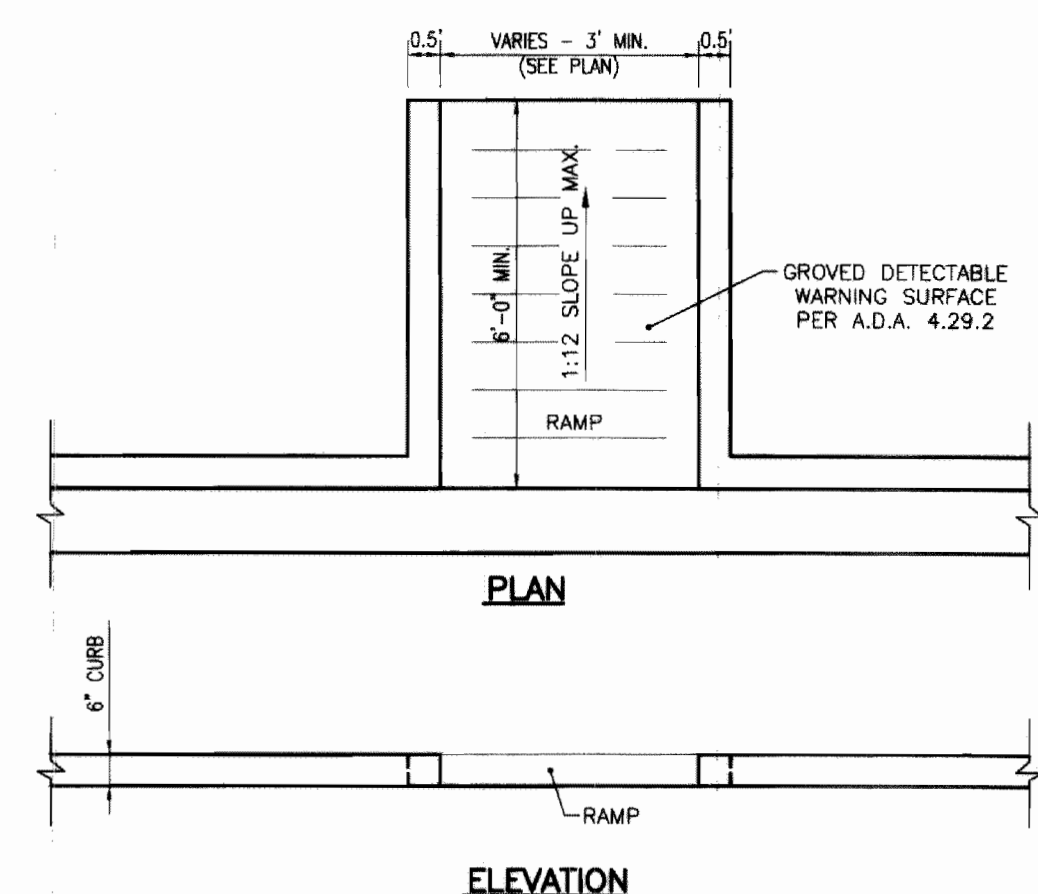 0.5'
VARIES - 3' MIN.
0.5'
(SEE PLAN)
6'-0" MIN.
1:12 SLOPE UP MAX.
GROVED DETECTABLE
WARNING SURFACE
PER A.D.A. 4.29.2
RAMP
PLAN
6" CURB
RAMP
ELEVATION